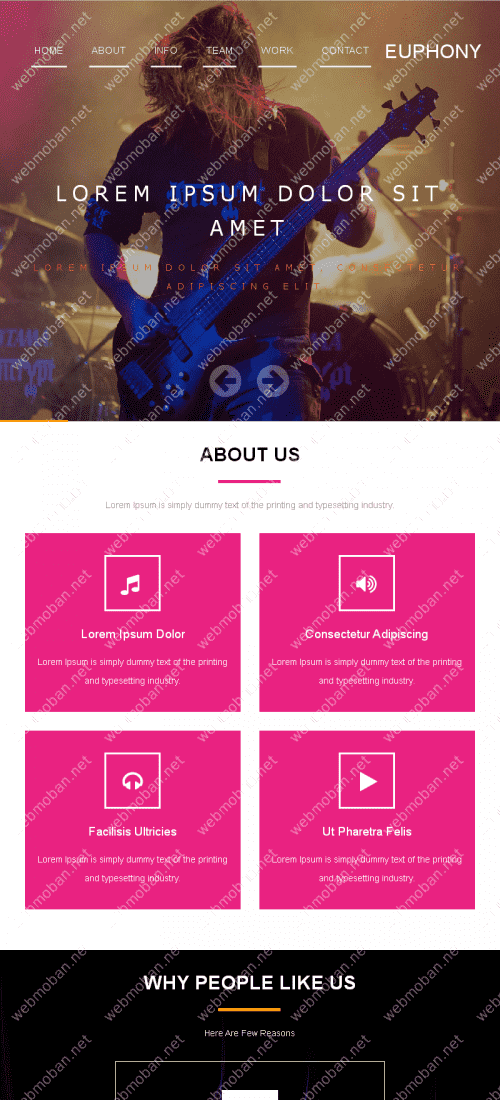 HOME ABOUT INFO TEAM WORK CONTACT EUPHONY
LOREM IPSUM DOLOR SIT
AMET
LOREM IPSUM DOLOR SIT AMET, CONSECTETUR
ADIPISCING ELIT
ABOUT US
Lorem Ipsum is simply dummy text of the printing and typesetting industry.
Lorem Ipsum Dolor
Lorem Ipsum is simply dummy text of the printing
and typesetting industry.
Consectetur Adipiscing
Lorem Ipsum is simply dummy text of the printing
and typesetting industry.
Facilisis Ultricies
Lorem Ipsum is simply dummy text of the printing
and typesetting industry.
Ut Pharetra Felis
Lorem Ipsum is simply dummy text of the printing
and typesetting industry.
WHY PEOPLE LIKE US
Here Are Few Reasons
webmoban.net